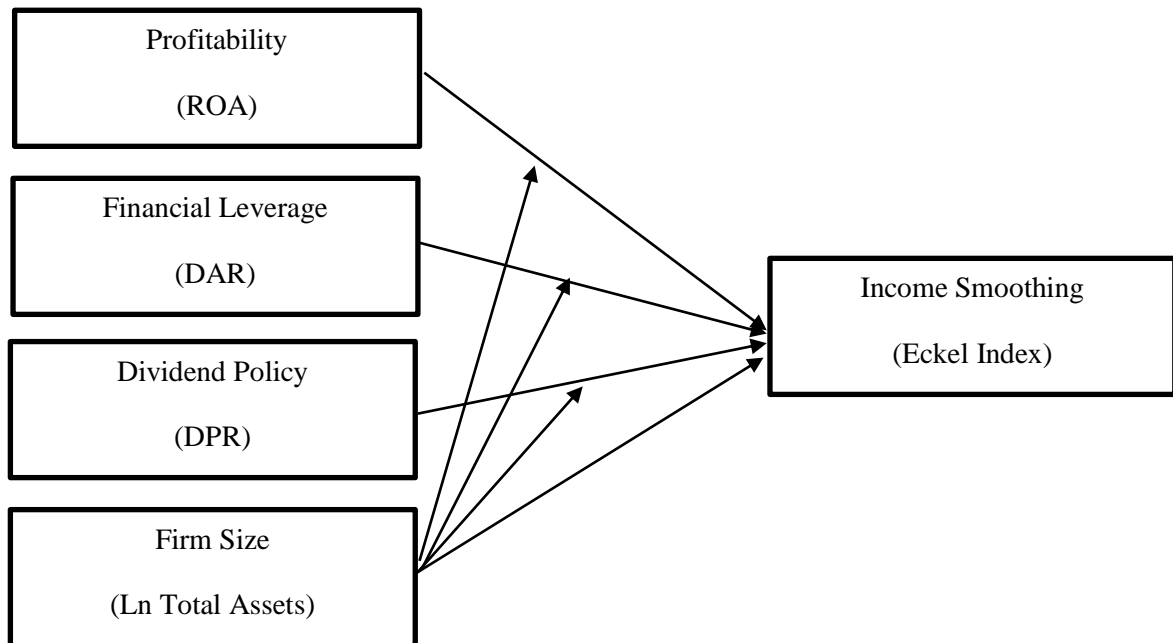 Profitability
(ROA)
Financial Leverage
(DAR)
Dividend Policy
(DPR)
Firm Size
(Ln Total Assets)
Income Smoothing
(Eckel Index)